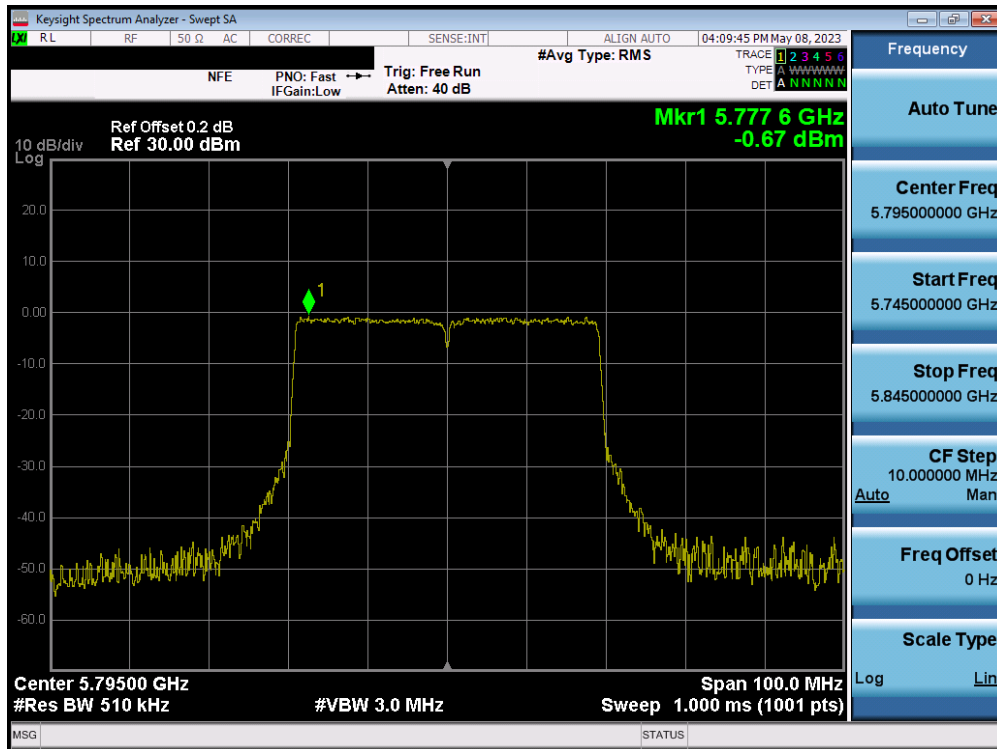 Keysight Spectrum Analyzer - Swept SA
LXI RL RF 50 Ω AC CORREC SENSE:INT ALIGN AUTO 04:09:45 PM May 08, 2023
NFE PNO: Fast IFGain:Low
Trig: Free Run
Atten: 40 dB
#Avg Type: RMS
TRACE 1 2 3 4 5 6
TYPE A WWWWW
DET A N N N N N
Frequency
Mkr1 5.777 6 GHz
-0.67 dBm
Ref Offset 0.2 dB
10 dB/div Ref 30.00 dBm
Log
1
20.0
10.0
0.00
-10.0
-20.0
-30.0
-40.0
-50.0
-60.0
Center 5.79500 GHz Span 100.0 MHz
#Res BW 510 kHz #VBW 3.0 MHz Sweep 1.000 ms (1001 pts)
MSG STATUS
Auto Tune
Center Freq
5.795000000 GHz
Start Freq
5.745000000 GHz
Stop Freq
5.845000000 GHz
CF Step
10.000000 MHz
Auto Man
Freq Offset
0 Hz
Scale Type
Log Lin